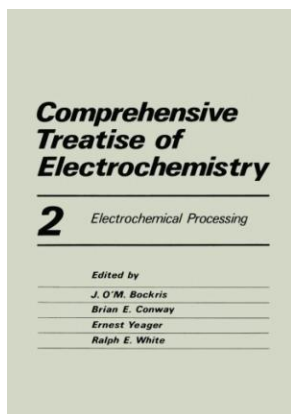 Comprehensive
Treatise of
Electrochemistry
2 Electrochemical Processing
Edited by
J. O'M. Bockris
Brian E. Conway
Ernest Yeager
Ralph E. White